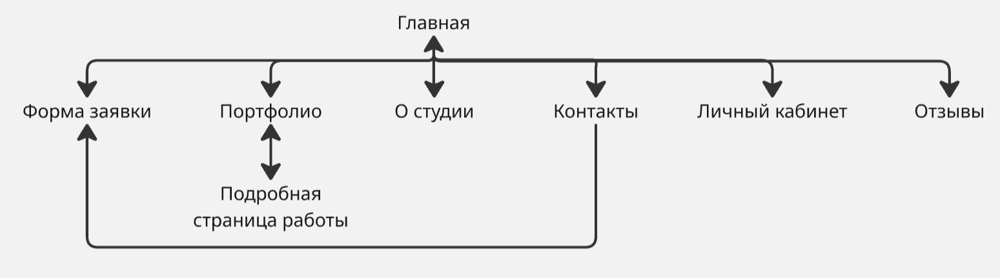 Главная
Форма заявки
Портфолио
О студии
Контакты
Личный кабинет
Отзывы
Подробная
страница работы